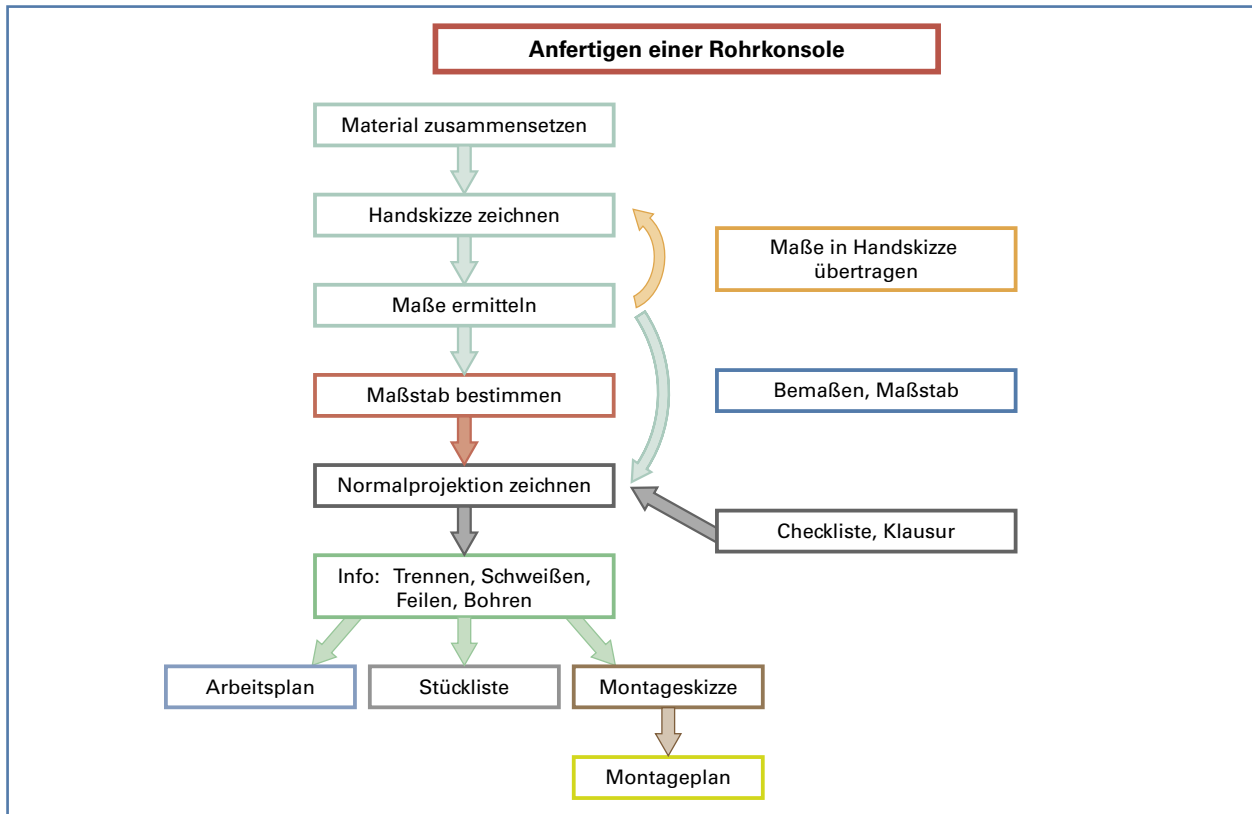 Anfertigen einer Rohrkonsole
Material zusammensetzen
Handskizze zeichnen
Maße in Handskizze
übertragen
Maße ermitteln
Maßstab bestimmen
Bemaßen, Maßstab
Normalprojektion zeichnen
Checkliste, Klausur
Info: Trennen, Schweißen,
Feilen, Bohren
Arbeitsplan
Stückliste
Montageskizze
Montageplan